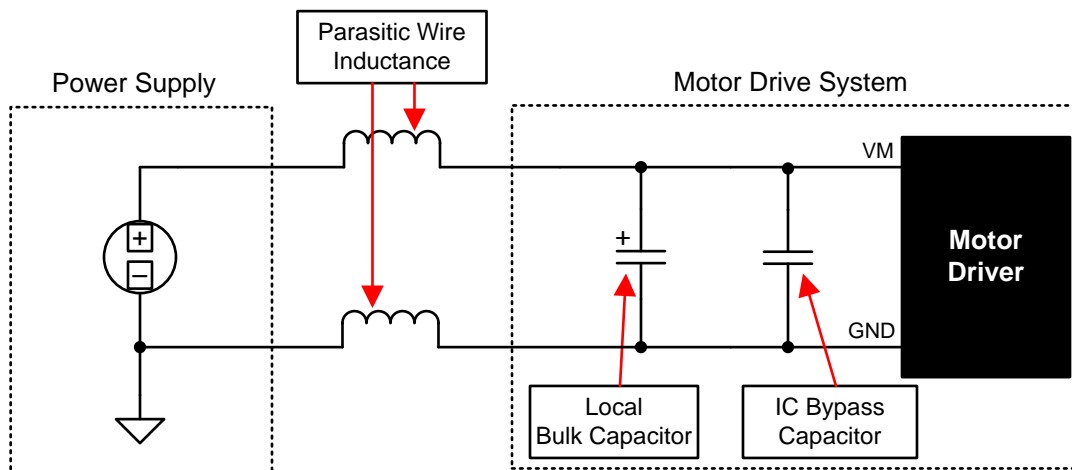 Parasitic Wire
Inductance
Power Supply
Motor Drive System
VM
+
−
+
Motor
Driver
GND
Local
Bulk Capacitor
IC Bypass
Capacitor